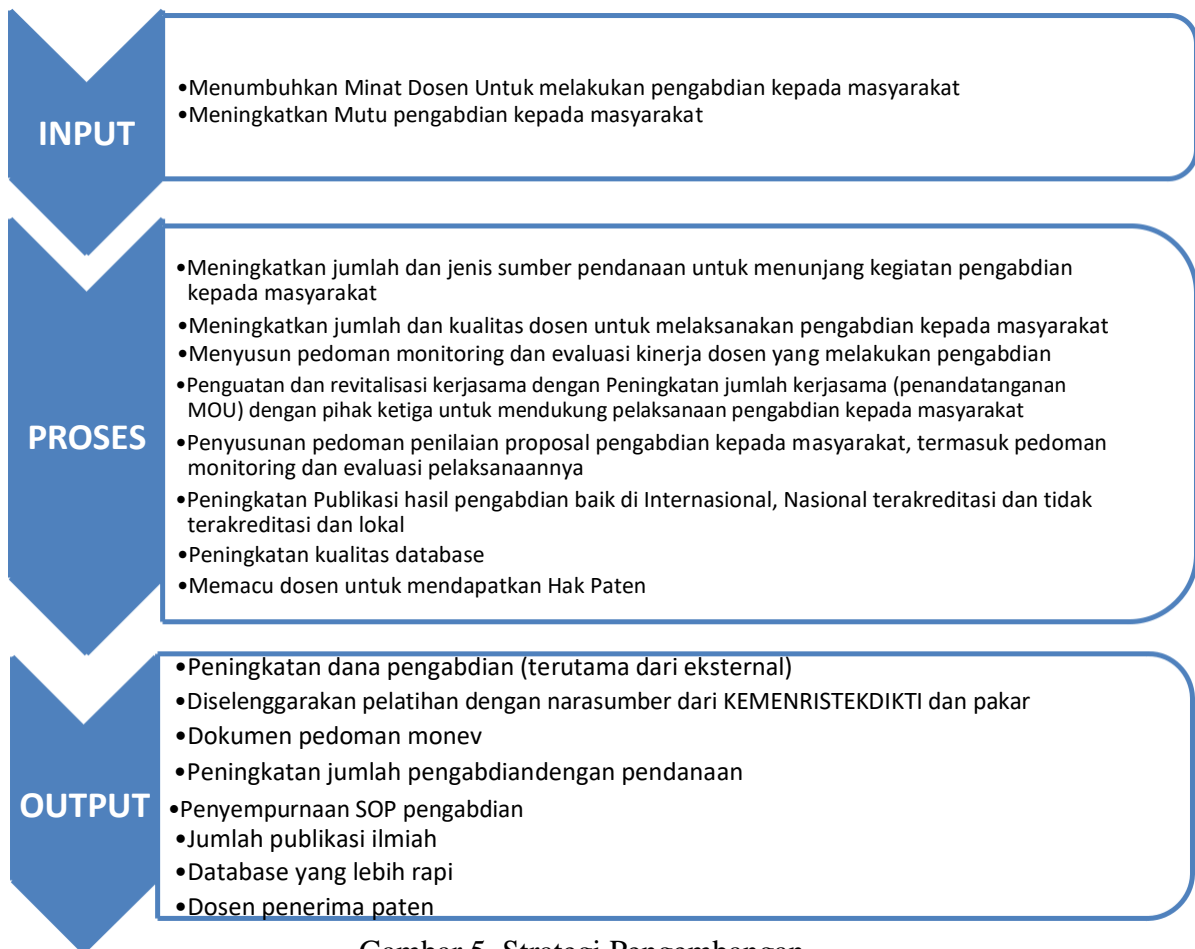 INPUT
•Menumbuhkan Minat Dosen Untuk melakukan pengabdian kepada masyarakat
•Meningkatkan Mutu pengabdian kepada masyarakat
PROSES
•Meningkatkan jumlah dan jenis sumber pendanaan untuk menunjang kegiatan pengabdian
kepada masyarakat
•Meningkatkan jumlah dan kualitas dosen untuk melaksanakan pengabdian kepada masyarakat
•Menyusun pedoman monitoring dan evaluasi kinerja dosen yang melakukan pengabdian
•Penguatan dan revitalisasi kerjasama dengan Peningkatan jumlah kerjasama (penandatanganan
MOU) dengan pihak ketiga untuk mendukung pelaksanaan pengabdian kepada masyarakat
•Penyusunan pedoman penilaian proposal pengabdian kepada masyarakat, termasuk pedoman
monitoring dan evaluasi pelaksanaannya
•Peningkatan Publikasi hasil pengabdian baik di Internasional, Nasional terakreditasi dan tidak
terakreditasi dan lokal
•Peningkatan kualitas database
•Memacu dosen untuk mendapatkan Hak Paten
OUTPUT
•Peningkatan dana pengabdian (terutama dari eksternal)
•Diselenggarakan pelatihan dengan narasumber dari KEMENRISTEKDIKTI dan pakar
•Dokumen pedoman monev
•Peningkatan jumlah pengabdiandengan pendanaan
•Penyempurnaan SOP pengabdian
•Jumlah publikasi ilmiah
•Database yang lebih rapi
•Dosen penerima paten
Gambar 5. Strategi Pengembangan